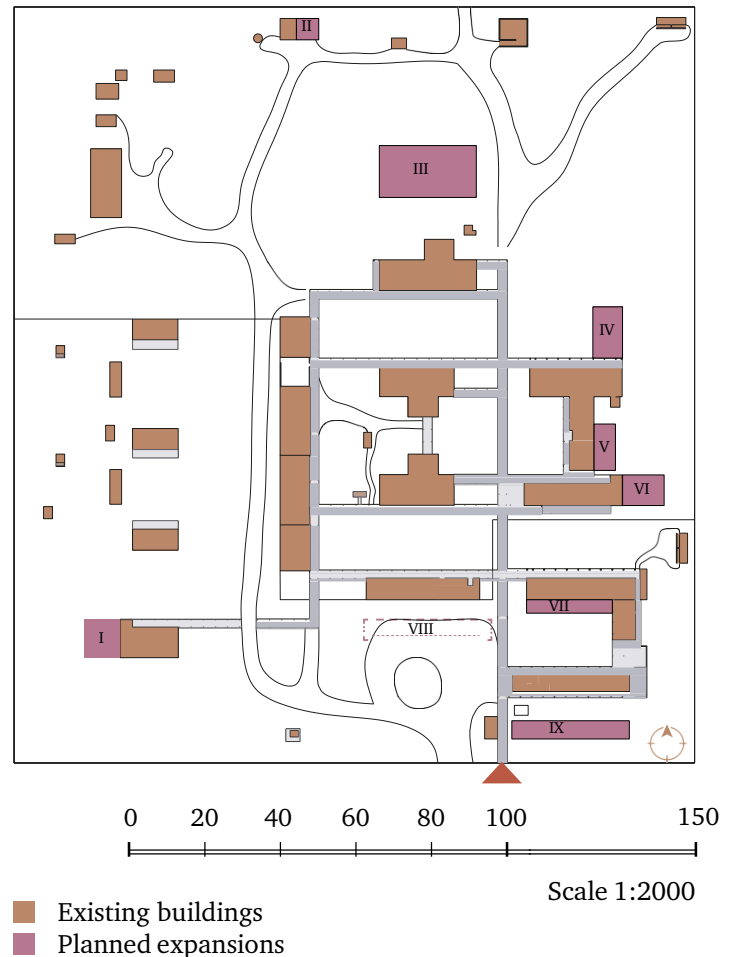 II
III
IV
V
VI
VII
I
VIII
IX
0 20 40 60 80 100 150
Scale 1:2000
Existing buildings
Planned expansions